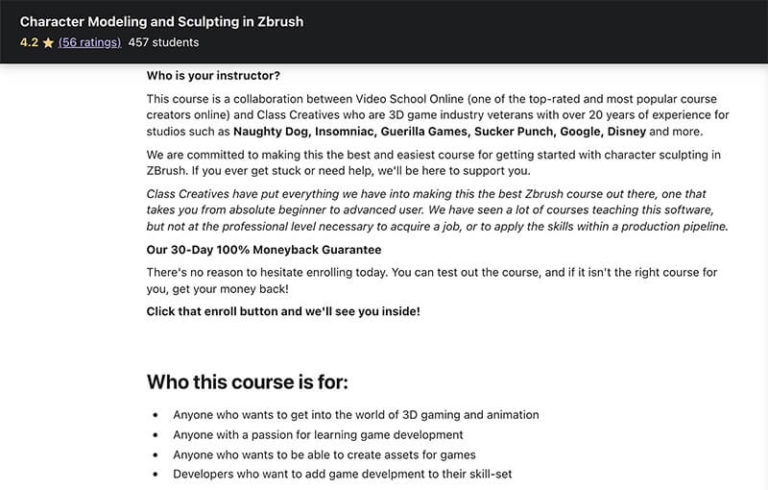 Character Modeling and Sculpting in Zbrush
4.2 ★ (56 ratings) 457 students
Who is your instructor?
This course is a collaboration between Video School Online (one of the top-rated and most popular course
creators online) and Class Creatives who are 3D game industry veterans with over 20 years of experience for
studios such as Naughty Dog, Insomniac, Guerilla Games, Sucker Punch, Google, Disney and more.
We are committed to making this the best and easiest course for getting started with character sculpting in
ZBrush. If you ever get stuck or need help, we'll be here to support you.
Class Creatives have put everything we have into making this the best Zbrush course out there, one that
takes you from absolute beginner to advanced user. We have seen a lot of courses teaching this software,
but not at the professional level necessary to acquire a job, or to apply the skills within a production pipeline.
Our 30-Day 100% Moneyback Guarantee
There's no reason to hesitate enrolling today. You can test out the course, and if it isn't the right course for
you, get your money back!
Click that enroll button and we'll see you inside!
Who this course is for:
• Anyone who wants to get into the world of 3D gaming and animation
• Anyone with a passion for learning game development
• Anyone who wants to be able to create assets for games
• Developers who want to add game develpment to their skill-set